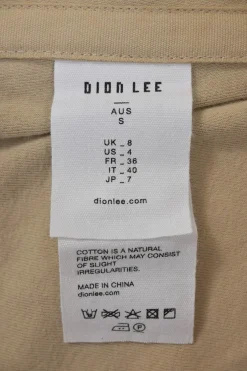 DION LEE
AUS
S
UK _ 8
US _ 4
FR _ 36
IT _ 40
JP _ 7
dionlee.com
COTTON IS A NATURAL
FIBRE WHICH MAY CONSIST
OF SLIGHT
IRREGULARITIES.
MADE IN CHINA
dionlee.com
P